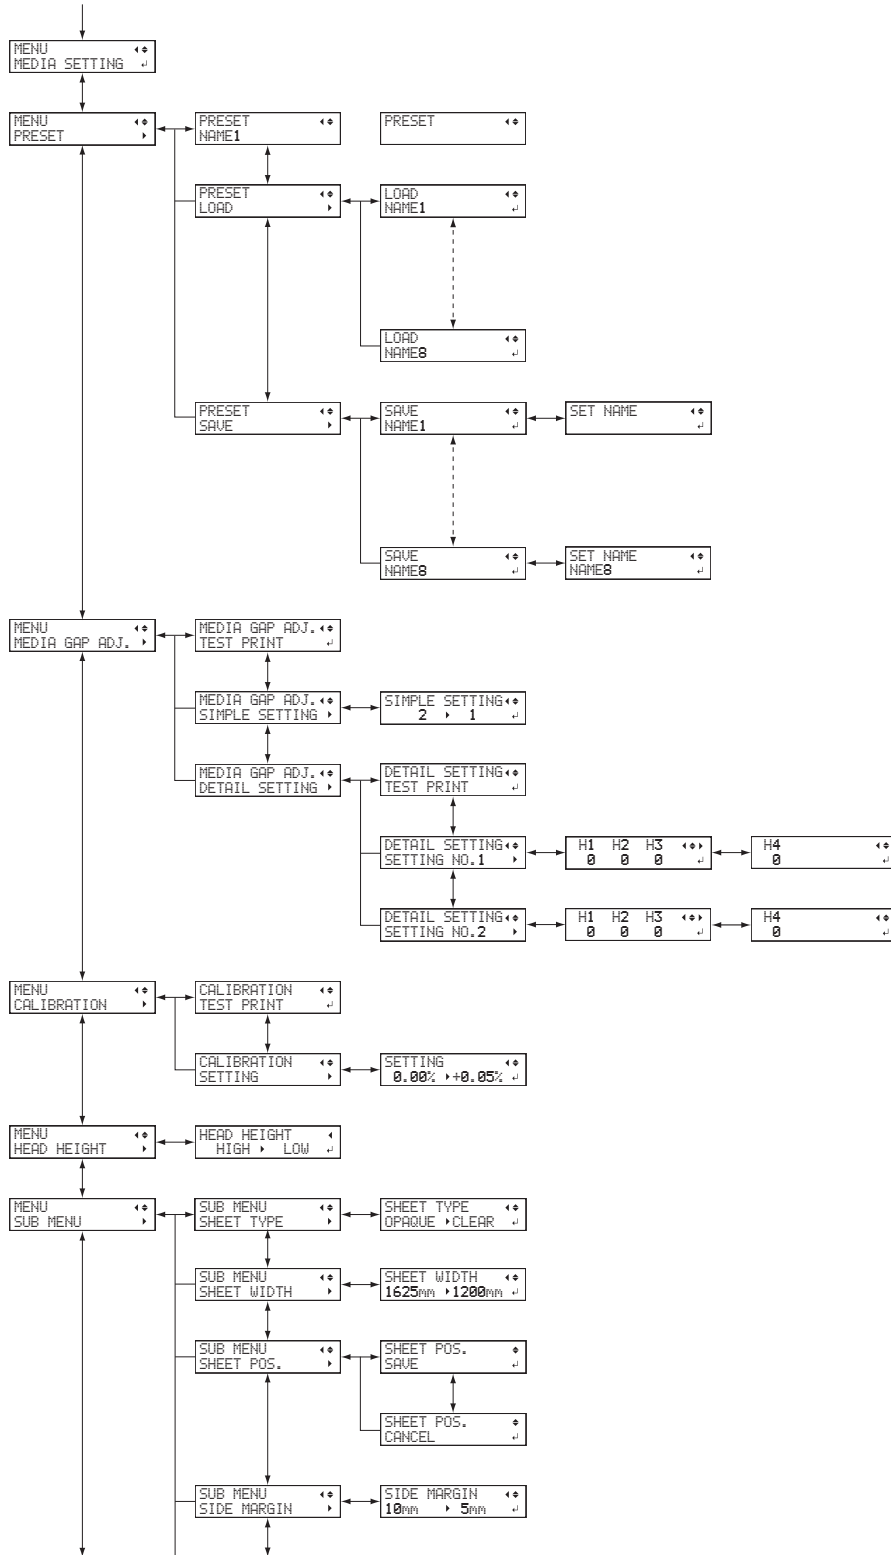 MENU
MEDIA SETTING
MENU
PRESET
PRESET
NAME1
PRESET
PRESET
LOAD
LOAD
NAME1
LOAD
NAME8
PRESET
SAVE
SAVE
NAME1
SET NAME
SAVE
NAME8
SET NAME
NAME8
MENU
MEDIA GAP ADJ.
MEDIA GAP ADJ.
TEST PRINT
MEDIA GAP ADJ.
SIMPLE SETTING
SIMPLE SETTING
2 1
MEDIA GAP ADJ.
DETAIL SETTING
DETAIL SETTING
TEST PRINT
DETAIL SETTING
SETTING NO.1
H1 H2 H3
0 0 0
H4
0
DETAIL SETTING
SETTING NO.2
H1 H2 H3
0 0 0
H4
0
MENU
CALIBRATION
CALIBRATION
TEST PRINT
CALIBRATION
SETTING
SETTING
0.00% +0.05%
MENU
HEAD HEIGHT
HEAD HEIGHT
HIGH LOW
MENU
SUB MENU
SUB MENU
SHEET TYPE
SHEET TYPE
OPAQUE CLEAR
SUB MENU
SHEET WIDTH
SHEET WIDTH
1625mm 1200mm
SUB MENU
SHEET POS.
SHEET POS.
SAVE
SHEET POS.
CANCEL
SUB MENU
SIDE MARGIN
SIDE MARGIN
10mm 5mm